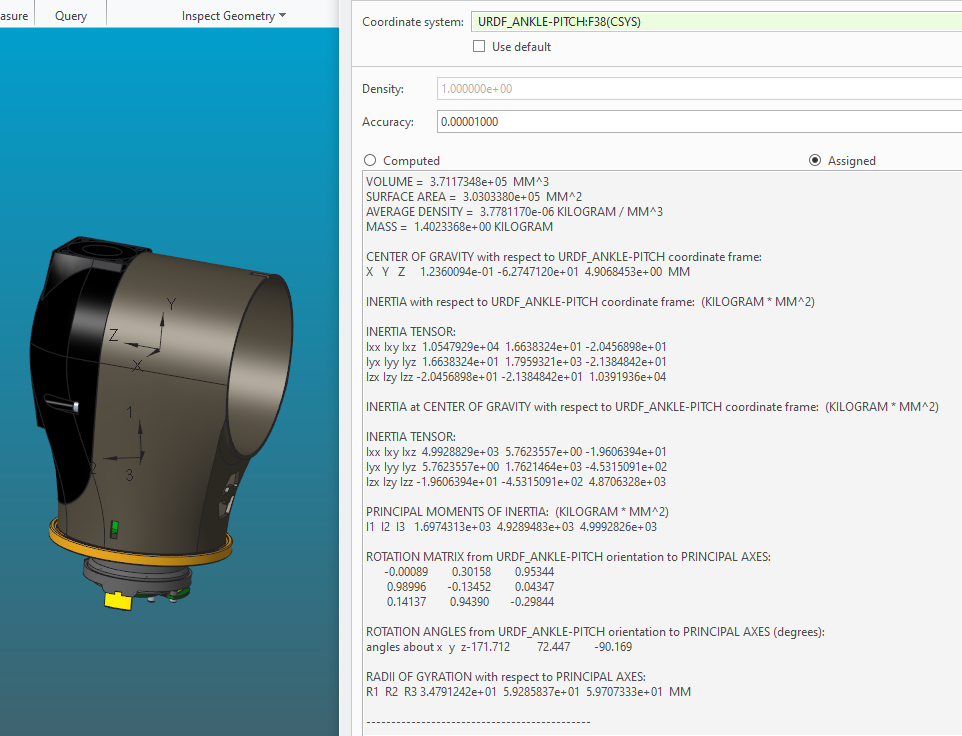 asure Query Inspect Geometry
Coordinate system: URDF_ANKLE-PITCH:F38(CSYS)
Use default
Density: 1.000000e+00
Accuracy: 0.00001000
Computed Assigned
VOLUME = 3.7117348e+05 MM^3
SURFACE AREA = 3.0303380e+05 MM^2
AVERAGE DENSITY = 3.7781170e-06 KILOGRAM / MM^3
MASS = 1.4023368e+00 KILOGRAM
CENTER OF GRAVITY with respect to URDF_ANKLE-PITCH coordinate frame:
X Y Z 1.2360094e-01 -6.2747120e+01 4.9068453e+00 MM
INERTIA with respect to URDF_ANKLE-PITCH coordinate frame: (KILOGRAM * MM^2)
INERTIA TENSOR:
Ixx Ixy Ixz 1.0547929e+04 1.6638324e+01 -2.0456898e+01
Iyx Iyy Iyz 1.6638324e+01 1.7959321e+03 -2.1384842e+01
Izx Izy Izz -2.0456898e+01 -2.1384842e+01 1.0391936e+04
INERTIA at CENTER OF GRAVITY with respect to URDF_ANKLE-PITCH coordinate frame: (KILOGRAM * MM^2)
INERTIA TENSOR:
Ixx Ixy Ixz 4.9928829e+03 5.7623557e+00 -1.9606394e+01
Iyx Iyy Iyz 5.7623557e+00 1.7621464e+03 -4.5315091e+02
Izx Izy Izz -1.9606394e+01 -4.5315091e+02 4.8706328e+03
PRINCIPAL MOMENTS OF INERTIA: (KILOGRAM * MM^2)
I1 I2 I3 1.6974313e+03 4.9289483e+03 4.9992826e+03
ROTATION MATRIX from URDF_ANKLE-PITCH orientation to PRINCIPAL AXES:
-0.00089 0.30158 0.95344
0.98996 -0.13452 0.04347
0.14137 0.94390 -0.29844
ROTATION ANGLES from URDF_ANKLE-PITCH orientation to PRINCIPAL AXES (degrees):
angles about x y z-171.712 72.447 -90.169
RADII OF GYRATION with respect to PRINCIPAL AXES:
R1 R2 R3 3.4791242e+01 5.9285837e+01 5.9707333e+01 MM
---------------------------------------------
Y
Z
X
1
2
3